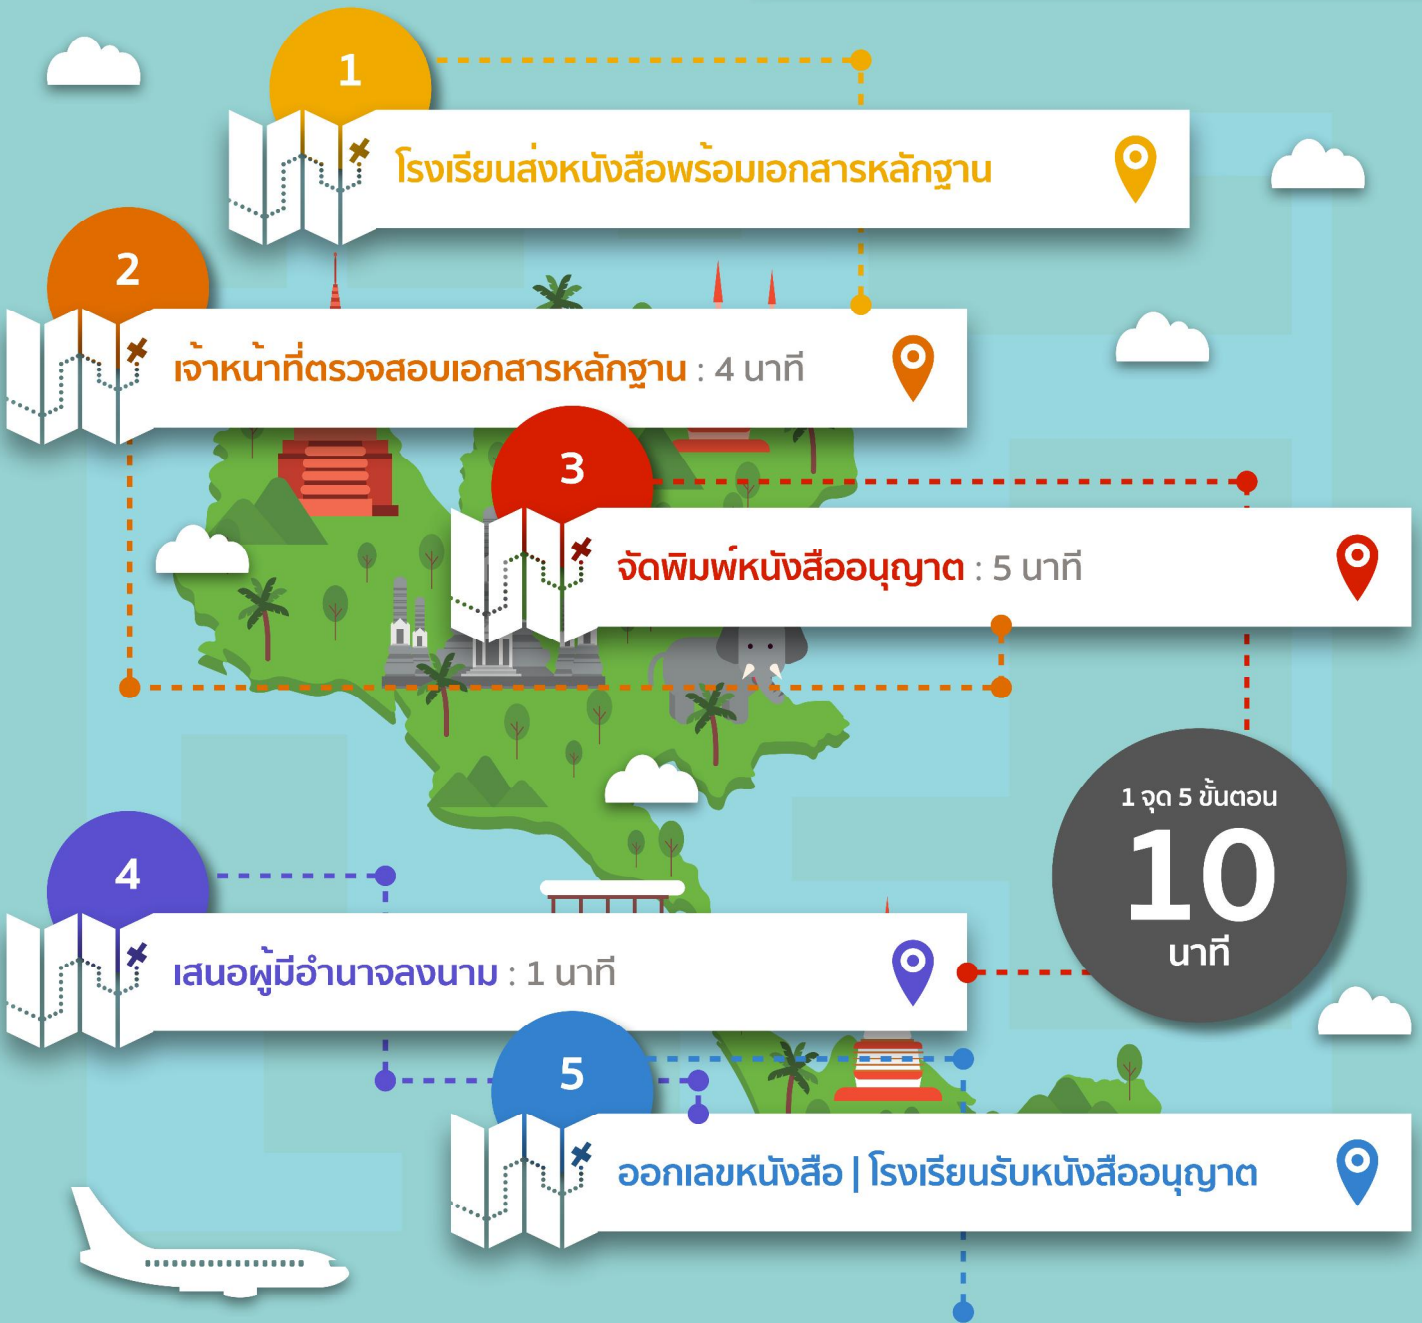 1
โรงเรียนส่งหนังสือพร้อมเอกสารหลักฐาน
2
เจ้าหน้าที่ตรวจสอบเอกสารหลักฐาน : 4 นาที
3
จัดพิมพ์หนังสืออนุญาต : 5 นาที
1 จุด 5 ขั้นตอน
10
นาที
4
เสนอผู้มีอำนาจลงนาม : 1 นาที
5
ออกเลขหนังสือ | โรงเรียนรับหนังสืออนุญาต